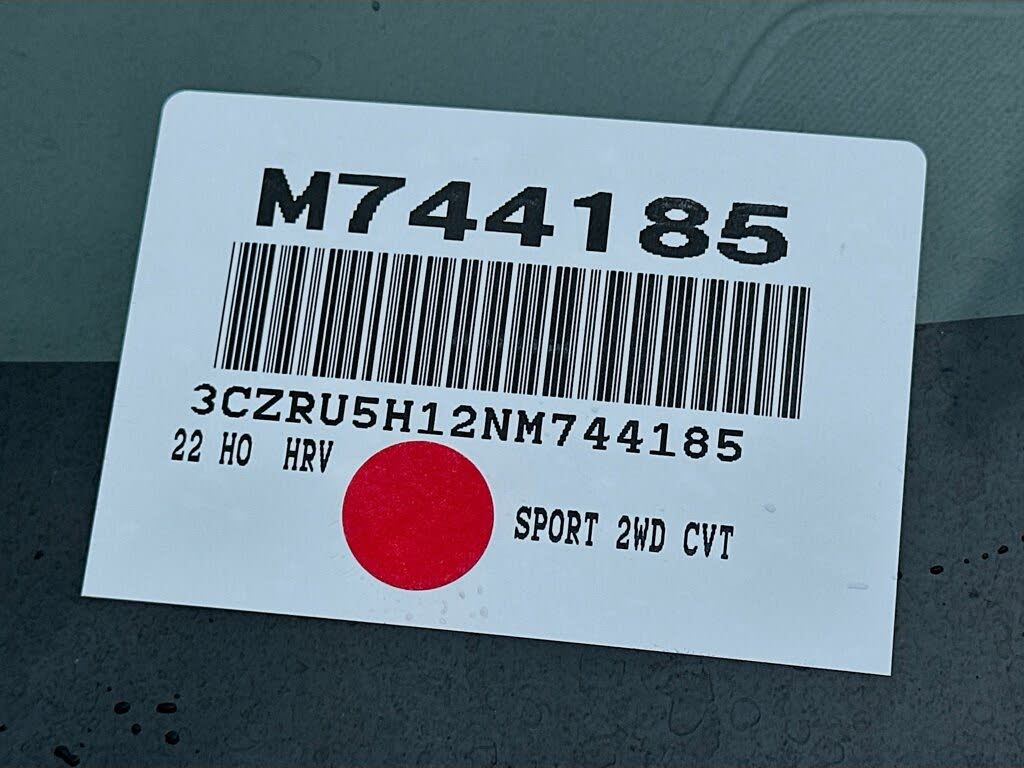 M744185
3CZRU5H12NM744185
22 HO HRV
SPORT 2WD CVT